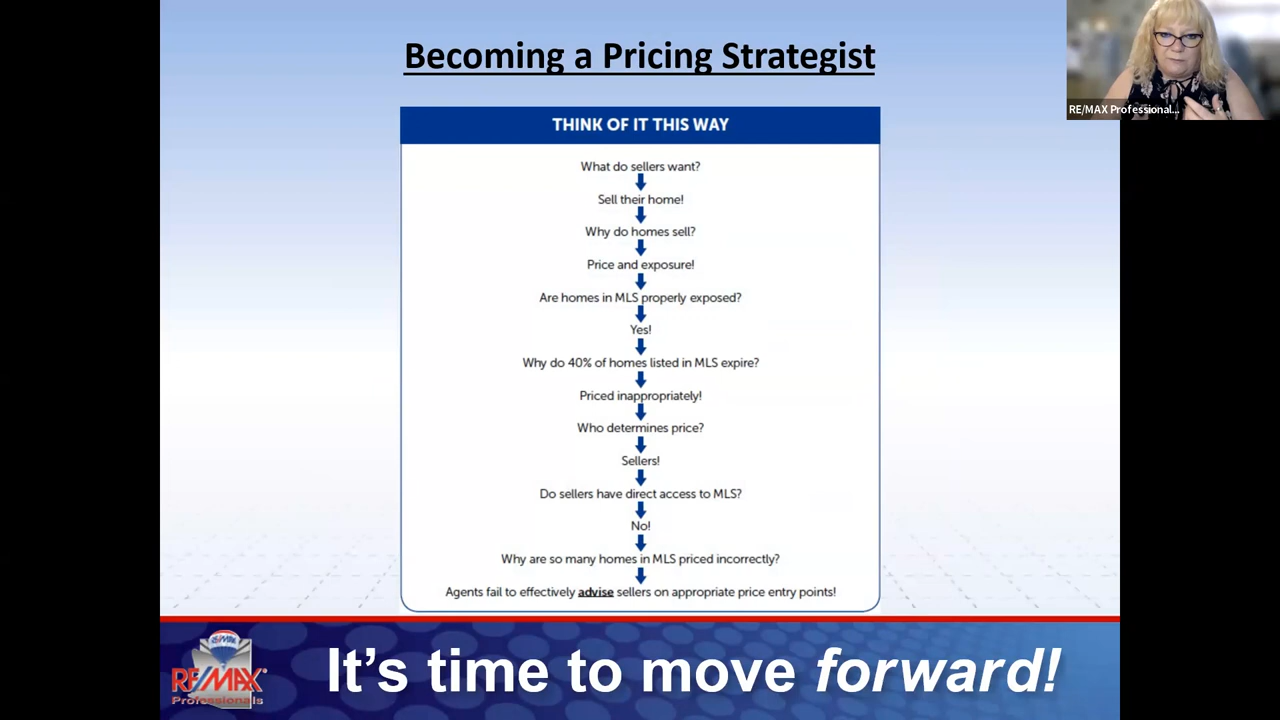 Becoming a Pricing Strategist
RE/MAX Professional...
THINK OF IT THIS WAY
What do sellers want?
Sell their home!
Why do homes sell?
Price and exposure!
Are homes in MLS properly exposed?
Yes!
Why do 40% of homes listed in MLS expire?
Priced inappropriately!
Who determines price?
Sellers!
Do sellers have direct access to MLS?
No!
Why are so many homes in MLS priced incorrectly?
Agents fail to effectively advise sellers on appropriate price entry points!
RE/MAX
RE/MAX®
Professionals
It's time to move forward!